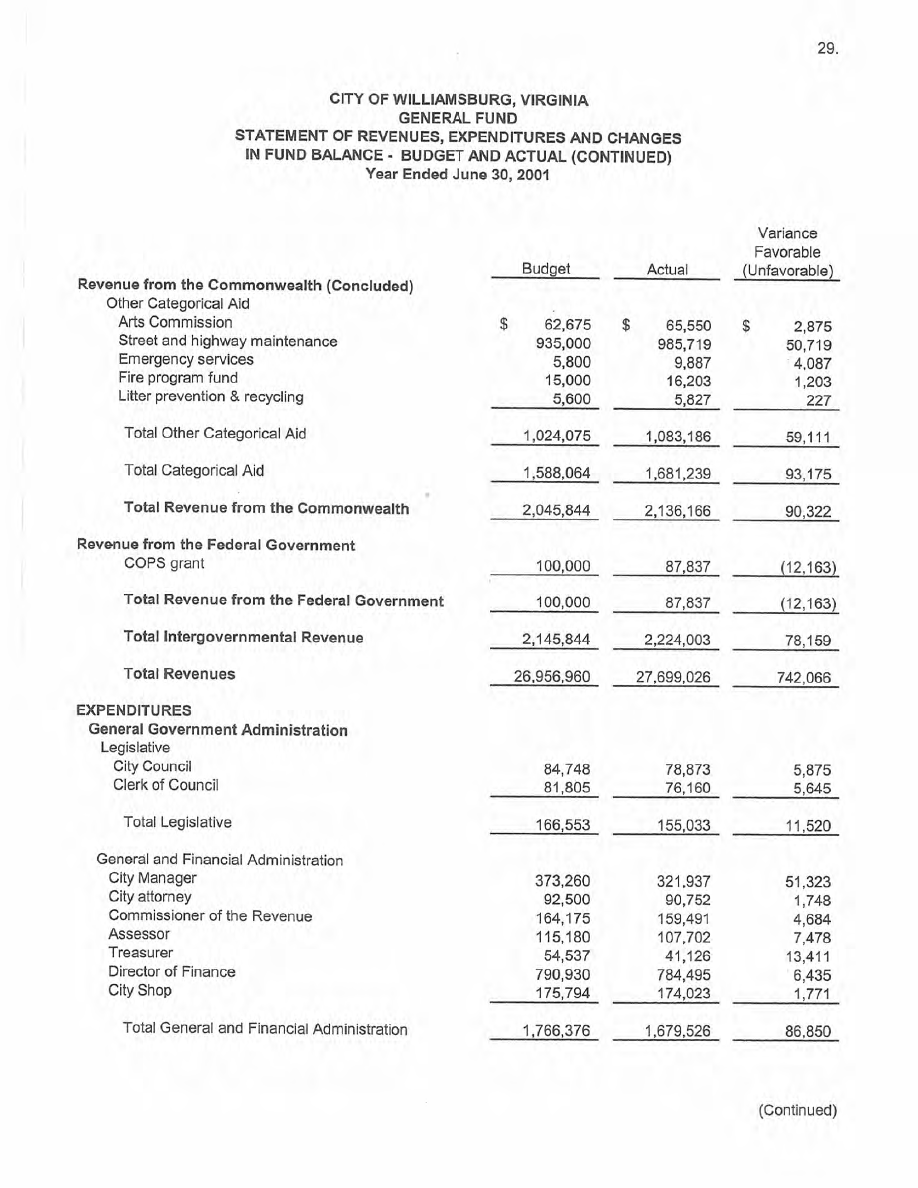 29.
CITY OF WILLIAMSBURG, VIRGINIA
GENERAL FUND
STATEMENT OF REVENUES, EXPENDITURES AND CHANGES
IN FUND BALANCE - BUDGET AND ACTUAL (CONTINUED)
Year Ended June 30, 2001
Variance
Favorable
Budget Actual (Unfavorable)
Revenue from the Commonwealth (Concluded)
Other Categorical Aid
Arts Commission $ 62,675 $ 65,550 $ 2,875
Street and highway maintenance 935,000 985,719 50,719
Emergency services 5,800 9,887 4,087
Fire program fund 15,000 16,203 1,203
Litter prevention & recycling 5,600 5,827 227
Total Other Categorical Aid 1,024,075 1,083,186 59,111
Total Categorical Aid 1,588,064 1,681,239 93,175
Total Revenue from the Commonwealth 2,045,844 2,136,166 90,322
Revenue from the Federal Government
COPS grant 100,000 87,837 (12,163)
Total Revenue from the Federal Government 100,000 87,837 (12,163)
Total Intergovernmental Revenue 2,145,844 2,224,003 78,159
Total Revenues 26,956,960 27,699,026 742,066
EXPENDITURES
General Government Administration
Legislative
City Council 84,748 78,873 5,875
Clerk of Council 81,805 76,160 5,645
Total Legislative 166,553 155,033 11,520
General and Financial Administration
City Manager 373,260 321,937 51,323
City attorney 92,500 90,752 1,748
Commissioner of the Revenue 164,175 159,491 4,684
Assessor 115,180 107,702 7,478
Treasurer 54,537 41,126 13,411
Director of Finance 790,930 784,495 6,435
City Shop 175,794 174,023 1,771
Total General and Financial Administration 1,766,376 1,679,526 86,850
(Continued)